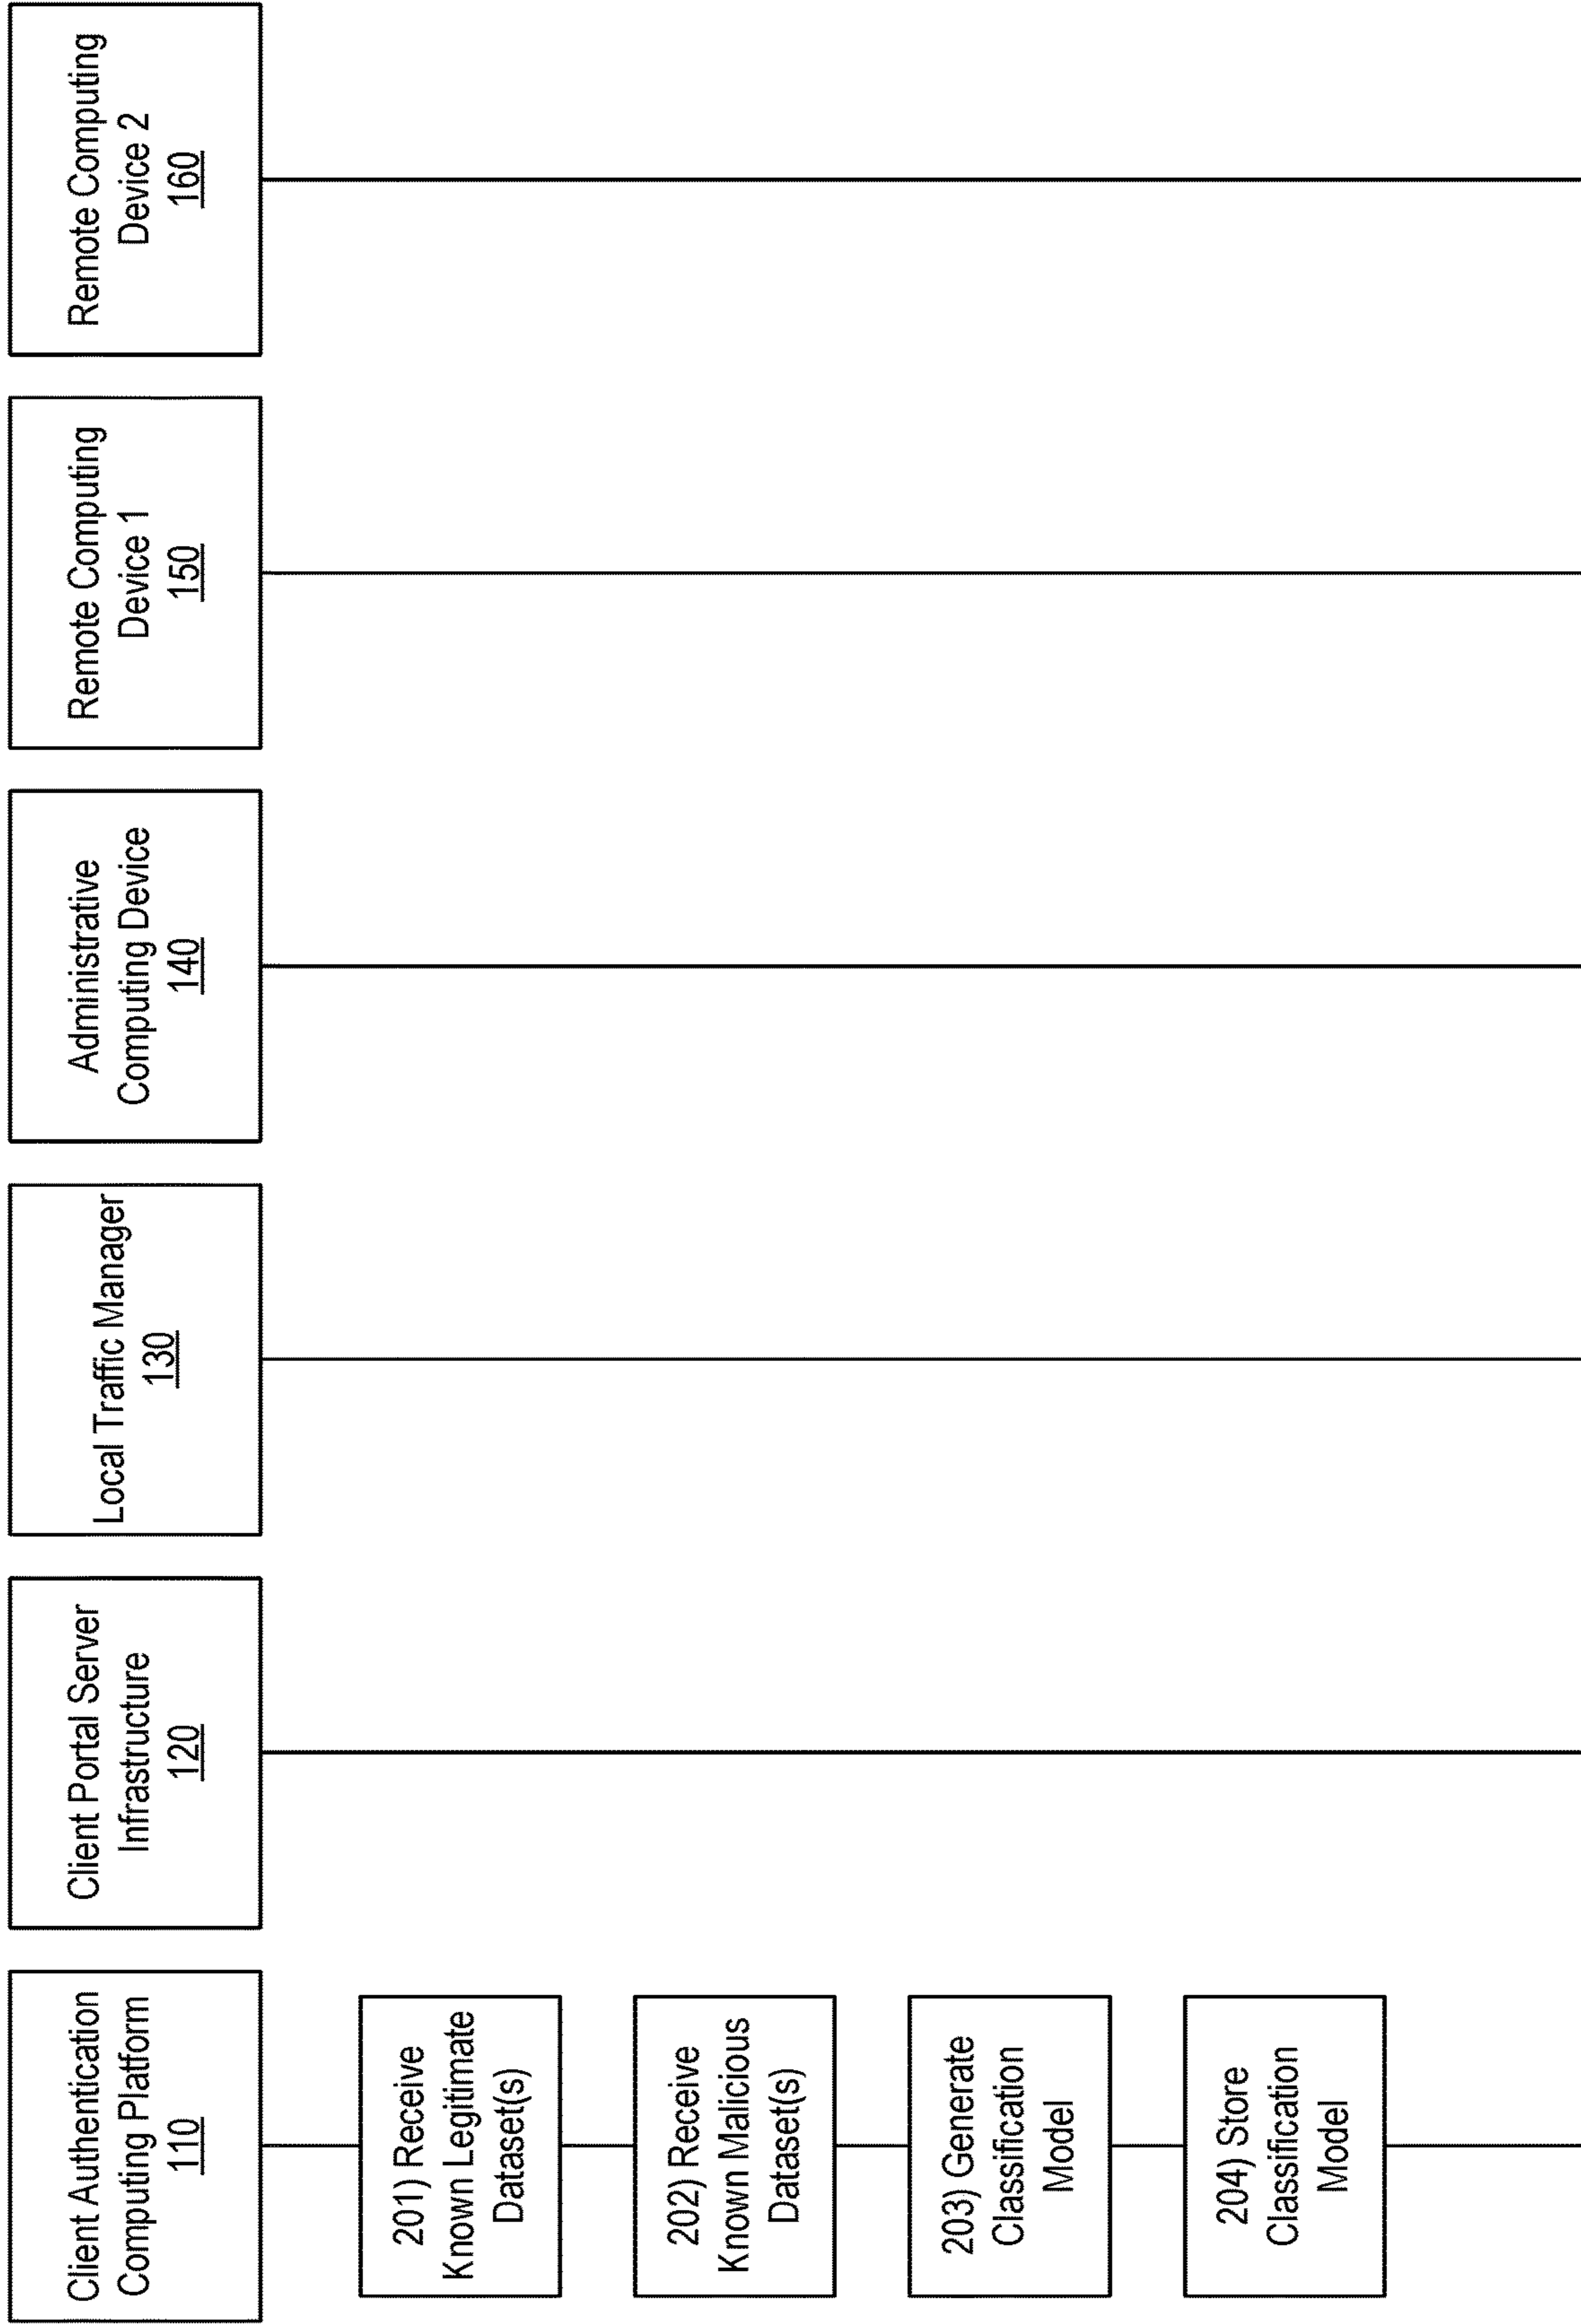 Client Authentication
Computing Platform
110
Client Portal Server
Infrastructure
120
Local Traffic Manager
130
Administrative
Computing Device
140
Remote Computing
Device 1
150
Remote Computing
Device 2
160
201) Receive
Known Legitimate
Dataset(s)
202) Receive
Known Malicious
Dataset(s)
203) Generate
Classification
Model
204) Store
Classification
Model